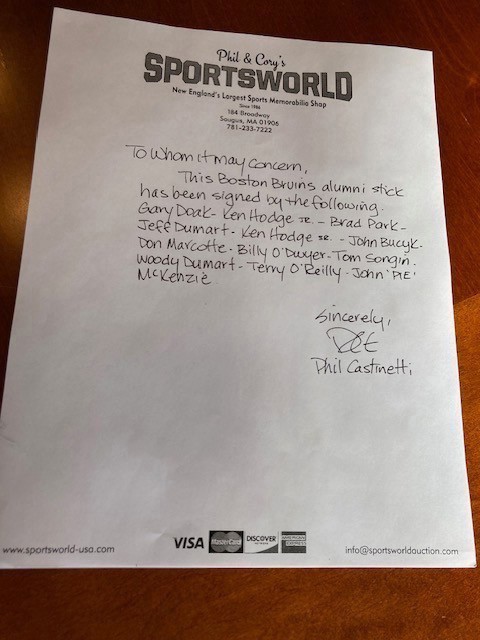 Phil & Cory's
SPORTSWORLD
New England's Largest Sports Memorabilia Shop
Since 1986
184 Broadway
Saugus, MA 01906
781-233-7222
To Whom it may concern,
This Boston Bruins alumni stick
has been signed by the following.
Gary Doak - Ken Hodge JR. - Brad Park -
Jeff Dumart - Ken Hodge SR. - John Bucyk -
Don Marcotte - Billy O'Dwyer - Tom Songin.
Woody Dumart - Terry O'Reilly - John 'PIE'
McKenzie.
Sincerely,
Phil Castinetti
www.sportsworld-usa.com
VISA MasterCard DISCOVER NETWORK AMERICAN EXPRESS
info@sportsworldauction.com